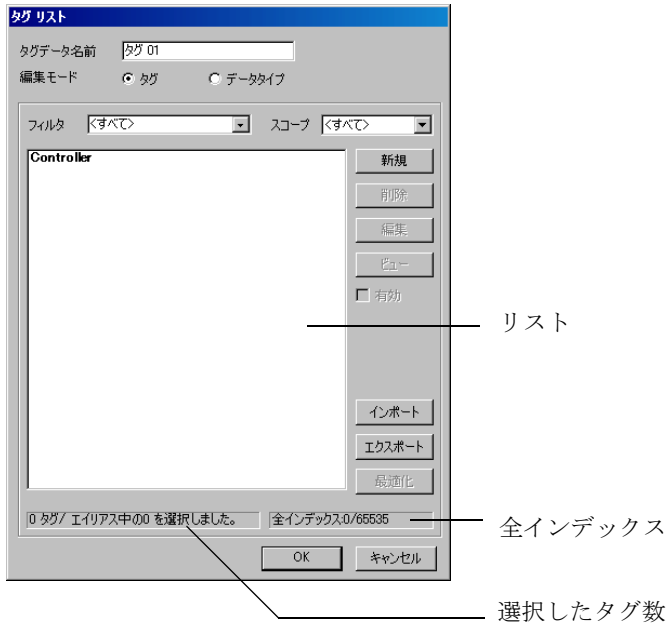 タグ リスト
タグデータ名前 タグ 01
編集モード タグ データタイプ
フィルタ <すべて> スコープ <すべて>
Controller
新規
削除
編集
ビュー
有効
リスト
インポート
エクスポート
最適化
0 タグ/ エイリアス中の0 を選択しました。 全インデックス:0/65535
全インデックス
OK キャンセル
選択したタグ数